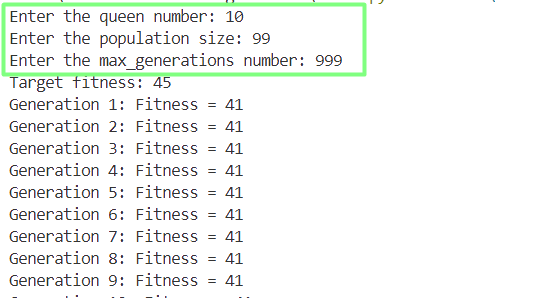 Enter the queen number: 10
Enter the population size: 99
Enter the max_generations number: 999
Target fitness: 45
Generation 1: Fitness = 41
Generation 2: Fitness = 41
Generation 3: Fitness = 41
Generation 4: Fitness = 41
Generation 5: Fitness = 41
Generation 6: Fitness = 41
Generation 7: Fitness = 41
Generation 8: Fitness = 41
Generation 9: Fitness = 41